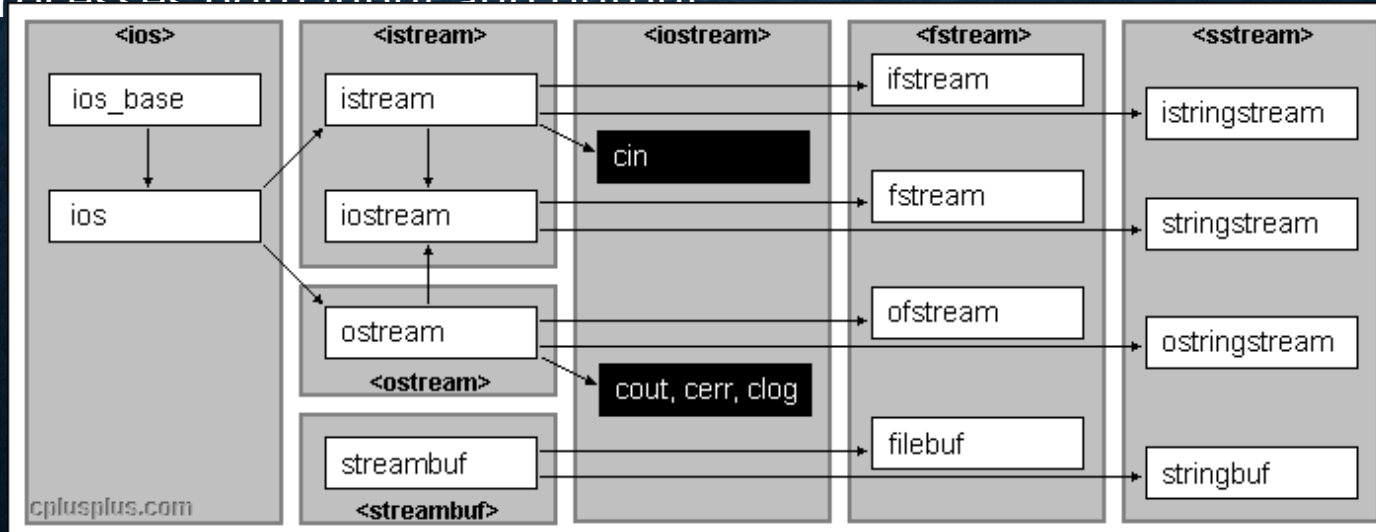 <ios>
<istream>
<iostream>
<fstream>
<sstream>
ios_base
istream
ifstream
istringstream
cin
ios
iostream
fstream
stringstream
ostream
ofstream
ostringstream
<ostream>
cout, cerr, clog
streambuf
filebuf
stringbuf
cplusplus.com
<streambuf>